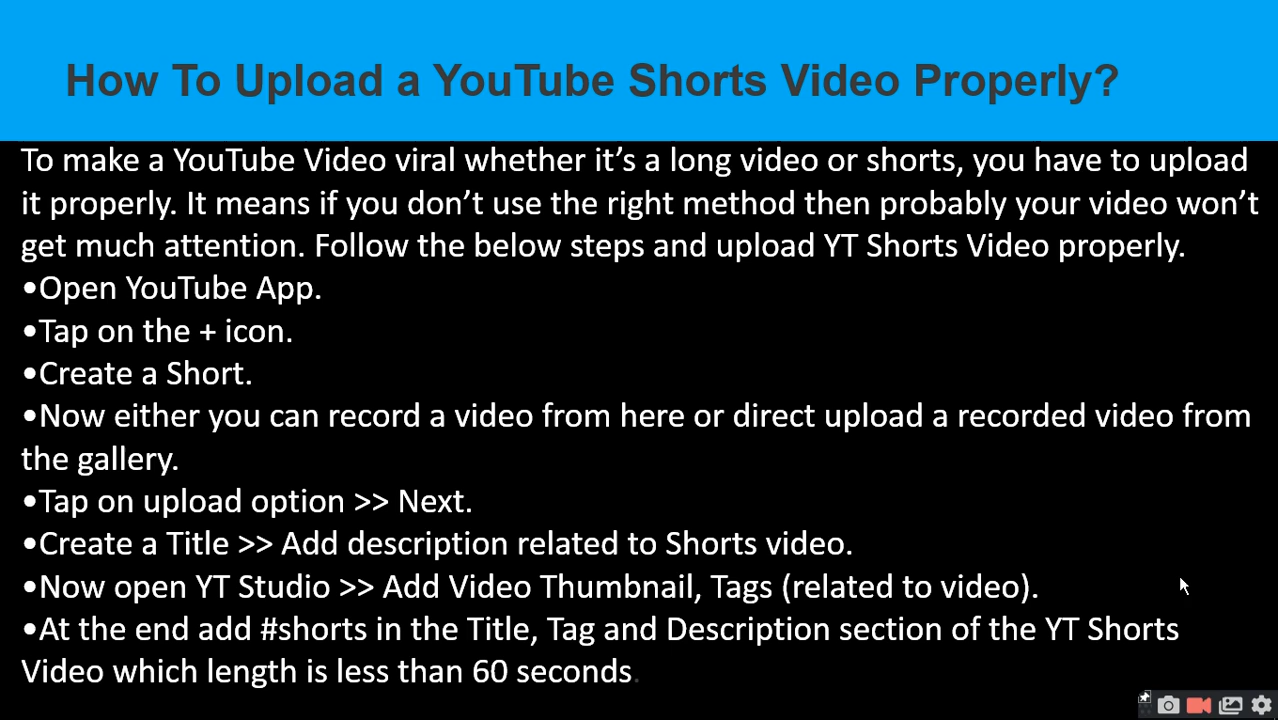 How To Upload a YouTube Shorts Video Properly?
To make a YouTube Video viral whether it’s a long video or shorts, you have to upload
it properly. It means if you don’t use the right method then probably your video won’t
get much attention. Follow the below steps and upload YT Shorts Video properly.
•Open YouTube App.
•Tap on the + icon.
•Create a Short.
•Now either you can record a video from here or direct upload a recorded video from
the gallery.
•Tap on upload option >> Next.
•Create a Title >> Add description related to Shorts video.
•Now open YT Studio >> Add Video Thumbnail, Tags (related to video).
•At the end add #shorts in the Title, Tag and Description section of the YT Shorts
Video which length is less than 60 seconds.